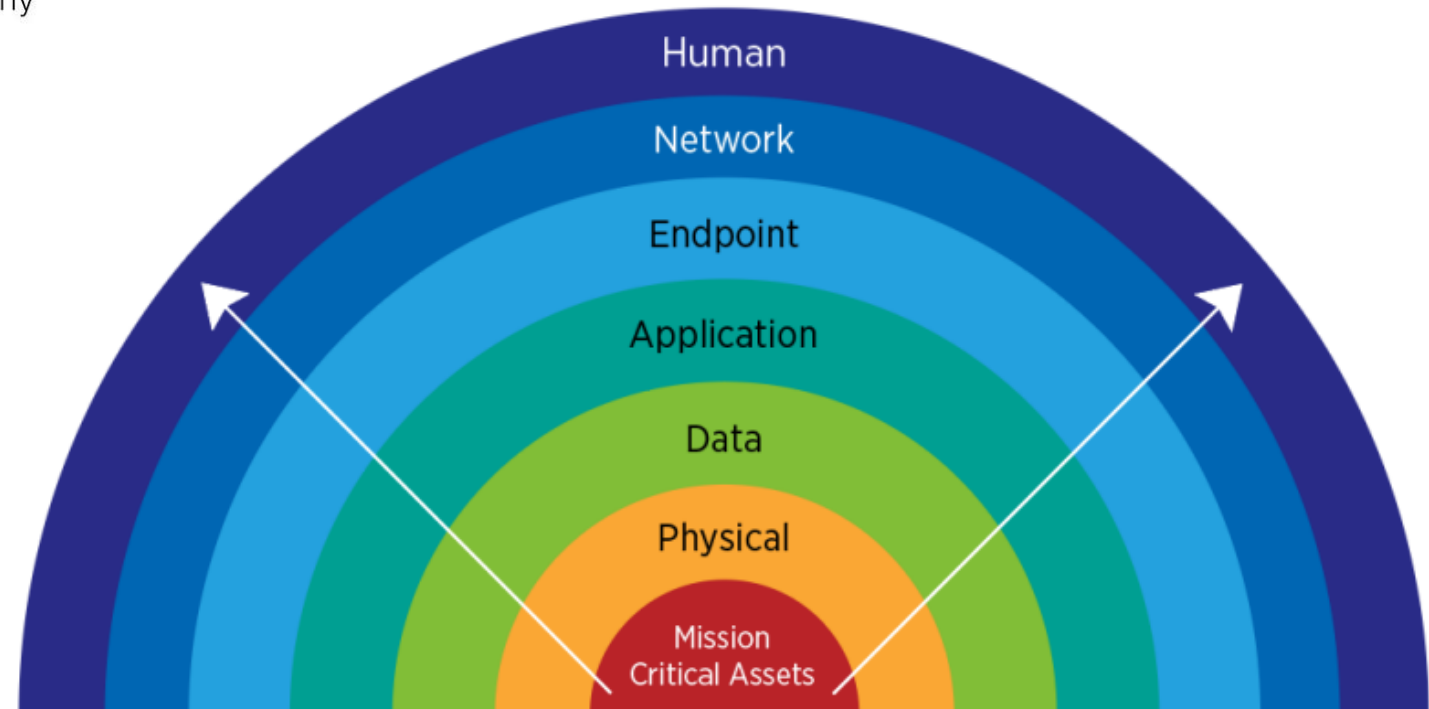 Human
Network
Endpoint
Application
Data
Physical
Mission
Critical Assets